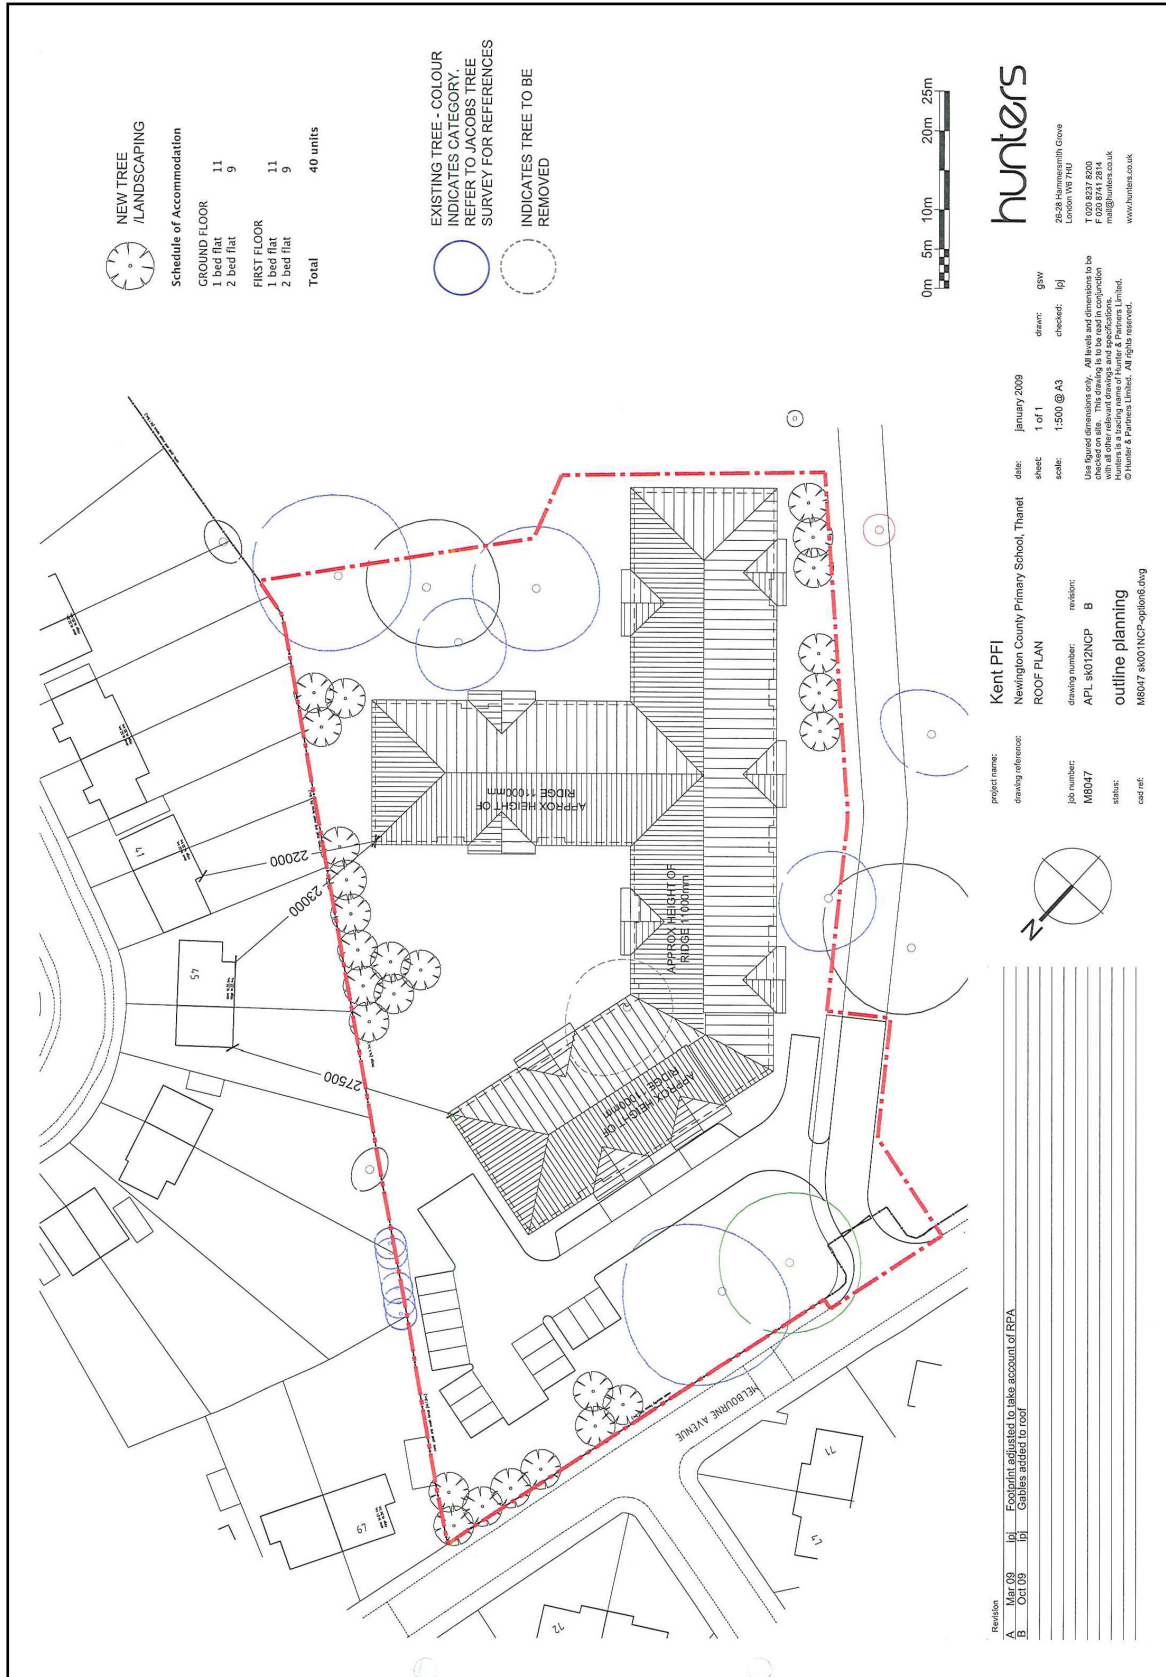 NEW TREE
/LANDSCAPING
Schedule of Accommodation
GROUND FLOOR
1 bed flat 11
2 bed flat 9
FIRST FLOOR
1 bed flat 11
2 bed flat 9
Total 40 units
EXISTING TREE - COLOUR
INDICATES CATEGORY.
REFER TO JACOBS TREE
SURVEY FOR REFERENCES
INDICATES TREE TO BE
REMOVED
0m 5m 10m 20m 25m
41
45
67
71
47
72
22000
23000
27500
APPROX HEIGHT OF
RIDGE 11000mm
APPROX HEIGHT OF
RIDGE 11000mm
APPROX HEIGHT OF
RIDGE 11000mm
MELBOURNE AVENUE
N
Revision
A Mar 09 lpj Footprint adjusted to take account of RPA
B Oct 09 lpj Gables added to roof
project name: Kent PFI
drawing reference: Newington County Primary School, Thanet
ROOF PLAN
job number: M8047
drawing number: APL sk012NCP
revision: B
status: outline planning
cad ref: M8047 sk001NCP-option6.dwg
date: january 2009
sheet: 1 of 1
scale: 1:500 @ A3
drawn: gsw
checked: lpj
Use figured dimensions only. All levels and dimensions to be
checked on site. This drawing is to be read in conjunction
with all other relevant drawings and specifications.
Hunters is a trading name of Hunter & Partners Limited.
© Hunter & Partners Limited. All rights reserved.
hunters
26-28 Hammersmith Grove
London W6 7HU
T 020 8237 8200
F 020 8741 2814
mail@hunters.co.uk
www.hunters.co.uk